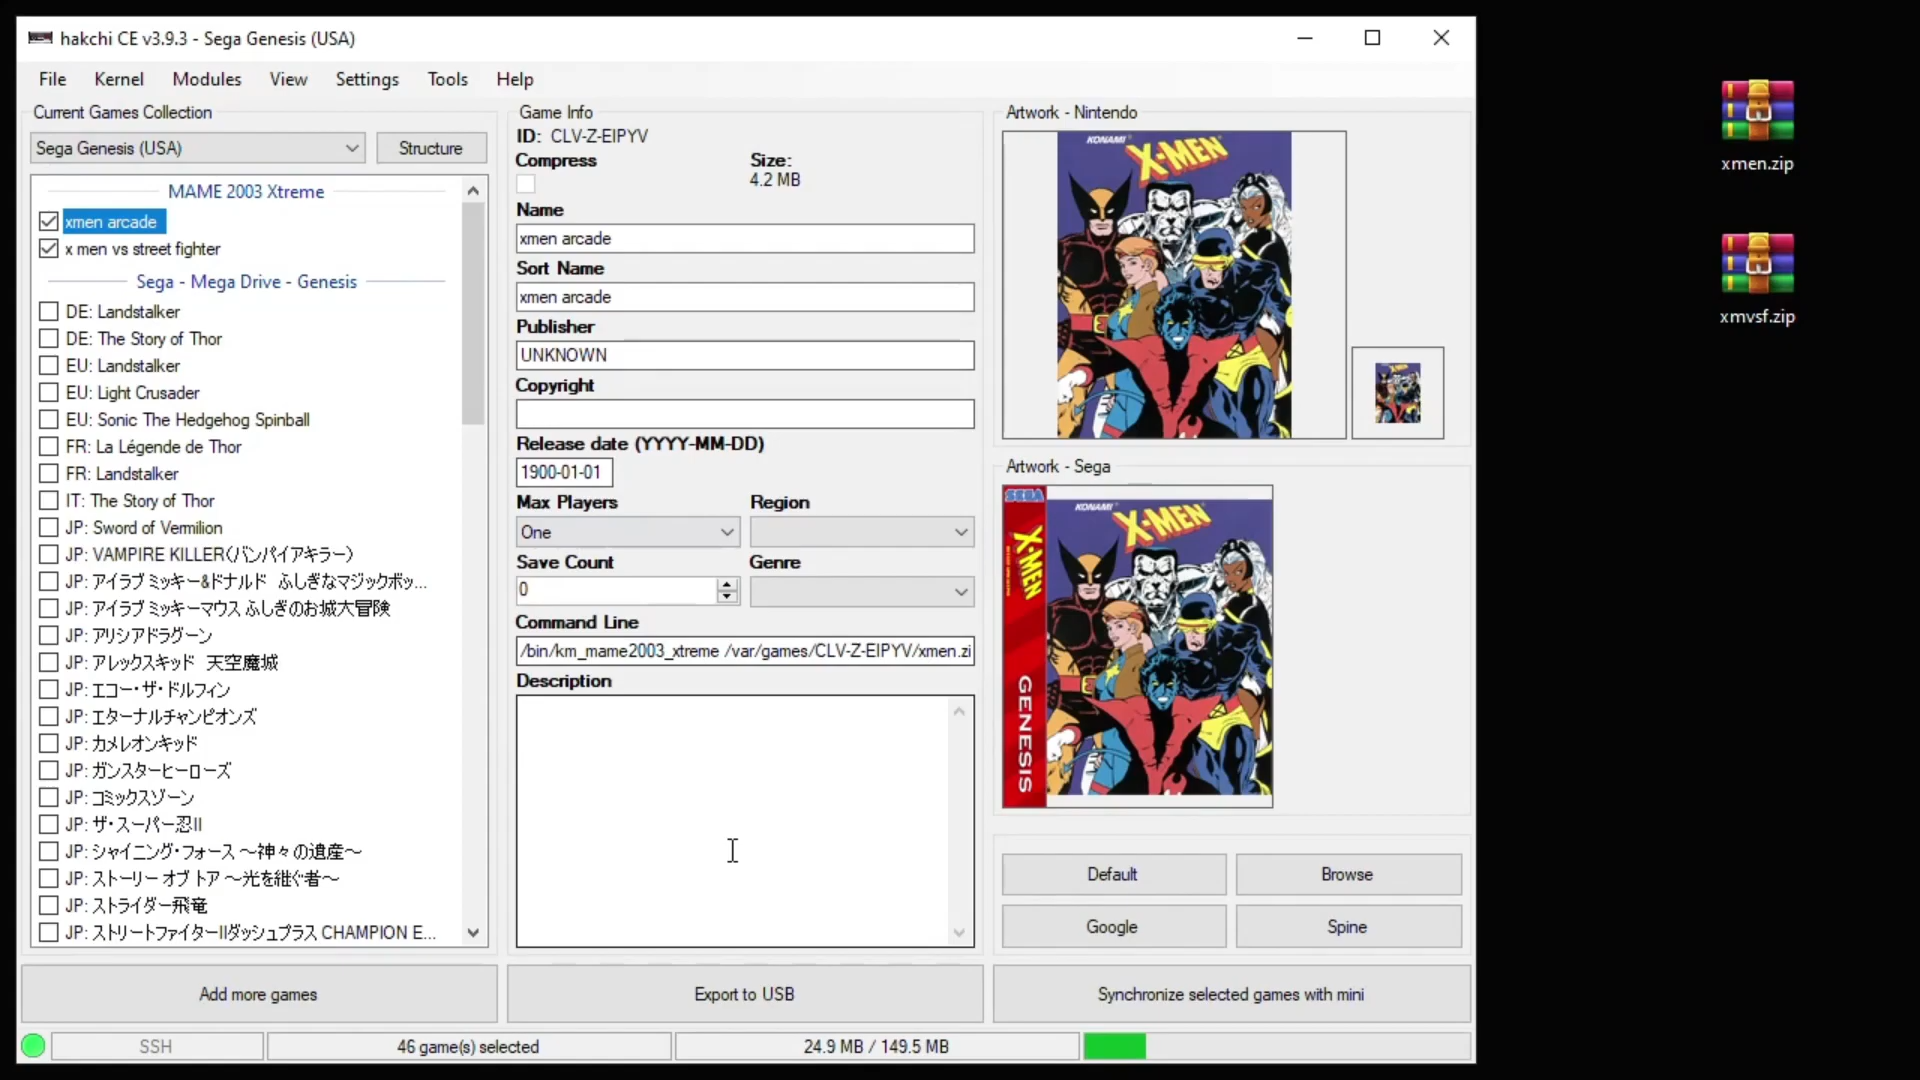 hakchi CE v3.9.3 - Sega Genesis (USA)
File Kernel Modules View Settings Tools Help
Current Games Collection
Sega Genesis (USA)
Structure
MAME 2003 Xtreme
xmen arcade
x men vs street fighter
Sega - Mega Drive - Genesis
DE: Landstalker
DE: The Story of Thor
EU: Landstalker
EU: Light Crusader
EU: Sonic The Hedgehog Spinball
FR: La Légende de Thor
FR: Landstalker
IT: The Story of Thor
JP: Sword of Vermilion
JP: VAMPIRE KILLER(バンパイアキラー)
JP: アイラブミッキー&ドナルド ふしぎなマジックボッ...
JP: アイラブミッキーマウス ふしぎのお城大冒険
JP: アリシアドラグーン
JP: アレックスキッド 天空魔城
JP: エコー・ザ・ドルフィン
JP: エターナルチャンピオンズ
JP: カメレオンキッド
JP: ガンスターヒーローズ
JP: コミックスゾーン
JP: ザ・スーパー忍II
JP: シャイニング・フォース ～神々の遺産～
JP: ストーリー オブ トア ～光を継ぐ者～
JP: ストライダー飛竜
JP: ストリートファイターIIダッシュプラス CHAMPION E...
Add more games
Game Info
ID: CLV-Z-EIPYV
Compress
Size:
4.2 MB
Name
xmen arcade
Sort Name
xmen arcade
Publisher
UNKNOWN
Copyright
Release date (YYYY-MM-DD)
1900-01-01
Max Players
Region
One
Save Count
Genre
0
Command Line
/bin/km_mame2003_xtreme /var/games/CLV-Z-EIPYV/xmen.zi
Description
Export to USB
Artwork - Nintendo
KONAMI
X-MEN
Artwork - Sega
SEGA
X-MEN
GENESIS
KONAMI
X-MEN
Default
Browse
Google
Spine
Synchronize selected games with mini
SSH
46 game(s) selected
24.9 MB / 149.5 MB
xmen.zip
xmvsf.zip